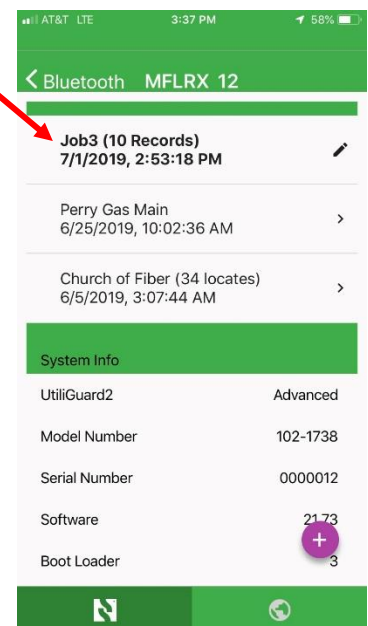 AT&T LTE 3:37 PM 58%
Bluetooth MFLRX 12
Job3 (10 Records)
7/1/2019, 2:53:18 PM
Perry Gas Main
6/25/2019, 10:02:36 AM
Church of Fiber (34 locates)
6/5/2019, 3:07:44 AM
System Info
UtiliGuard2 Advanced
Model Number 102-1738
Serial Number 0000012
Software 21.73
Boot Loader 3